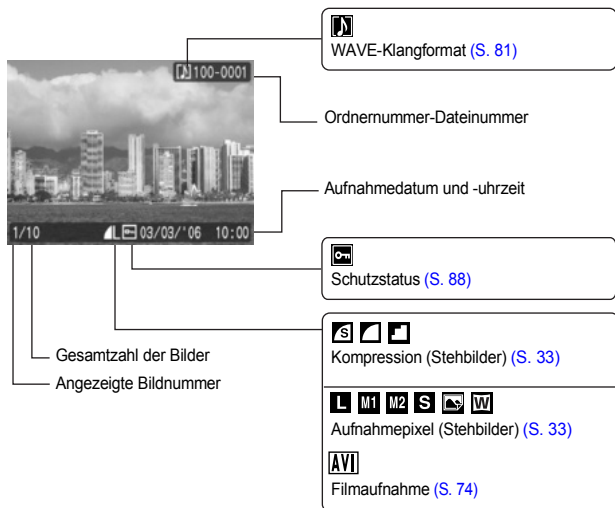 WAVE-Klangformat (S. 81)
100-0001
Ordnernummer-Dateinummer
Aufnahmedatum und -uhrzeit
1/10 L 03/03/'06 10:00
Schutzstatus (S. 88)
Gesamtzahl der Bilder
Angezeigte Bildnummer
S
Kompression (Stehbilder) (S. 33)
L M1 M2 S W
Aufnahmepixel (Stehbilder) (S. 33)
AVI
Filmaufnahme (S. 74)